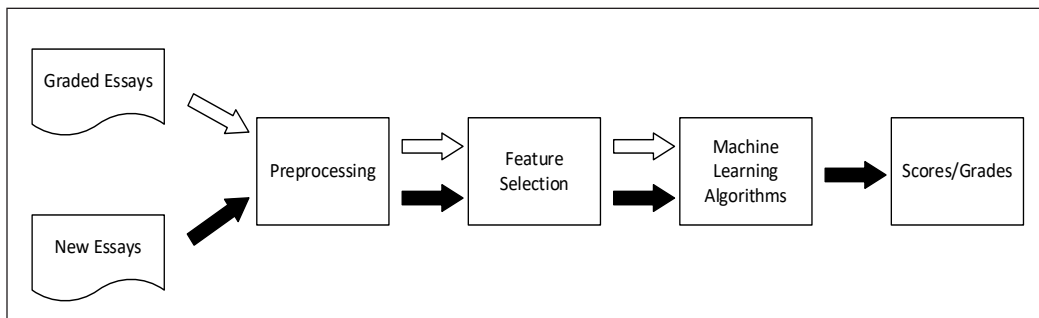 Graded Essays
New Essays
Preprocessing
Feature
Selection
Machine
Learning
Algorithms
Scores/Grades